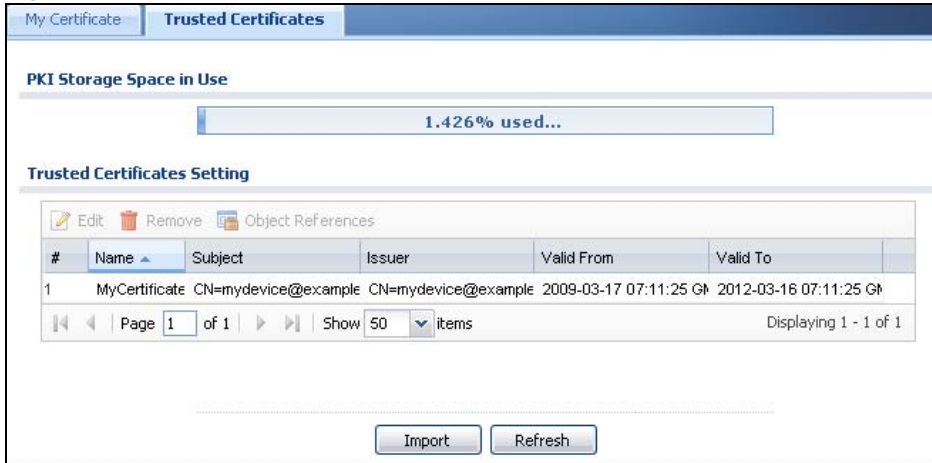 My Certificate Trusted Certificates
PKI Storage Space in Use
1.426% used...
Trusted Certificates Setting
Edit Remove Object References
# Name Subject Issuer Valid From Valid To
1 MyCertificate CN=mydevice@example CN=mydevice@example 2009-03-17 07:11:25 GM 2012-03-16 07:11:25 GM
Page 1 of 1 Show 50 items Displaying 1 - 1 of 1
Import Refresh